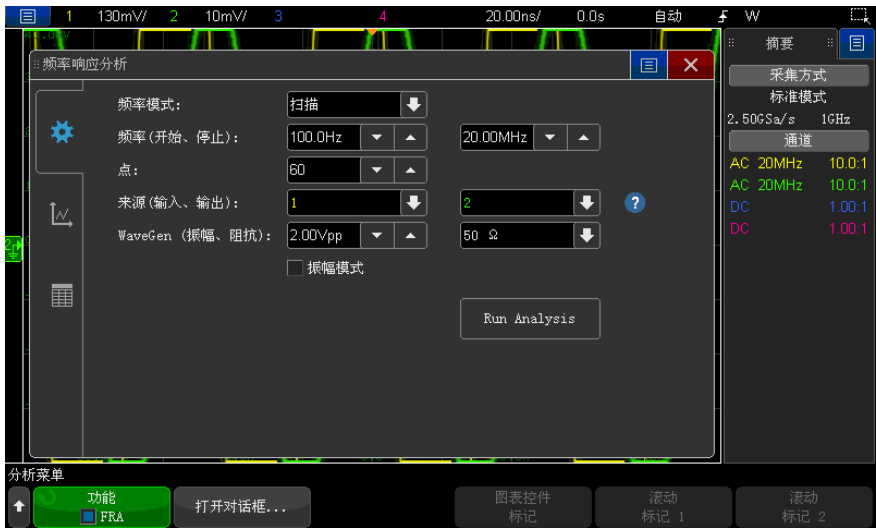 1 130mV/ 2 10mV/ 3 4 20.00ns/ 0.0s 自动 W
频率响应分析
频率模式: 扫描
频率(开始、停止): 100.0Hz 20.00MHz
点: 60
来源(输入、输出): 1 2 ?
WaveGen (振幅、阻抗): 2.00Vpp 50 Ω
振幅模式
Run Analysis
摘要
采集方式
标准模式
2.50GSa/s 1GHz
通道
AC 20MHz 10.0:1
AC 20MHz 10.0:1
DC 1.00:1
DC 1.00:1
分析菜单
功能
FRA
打开对话框...
图表控件
标记
滚动
标记 1
滚动
标记 2